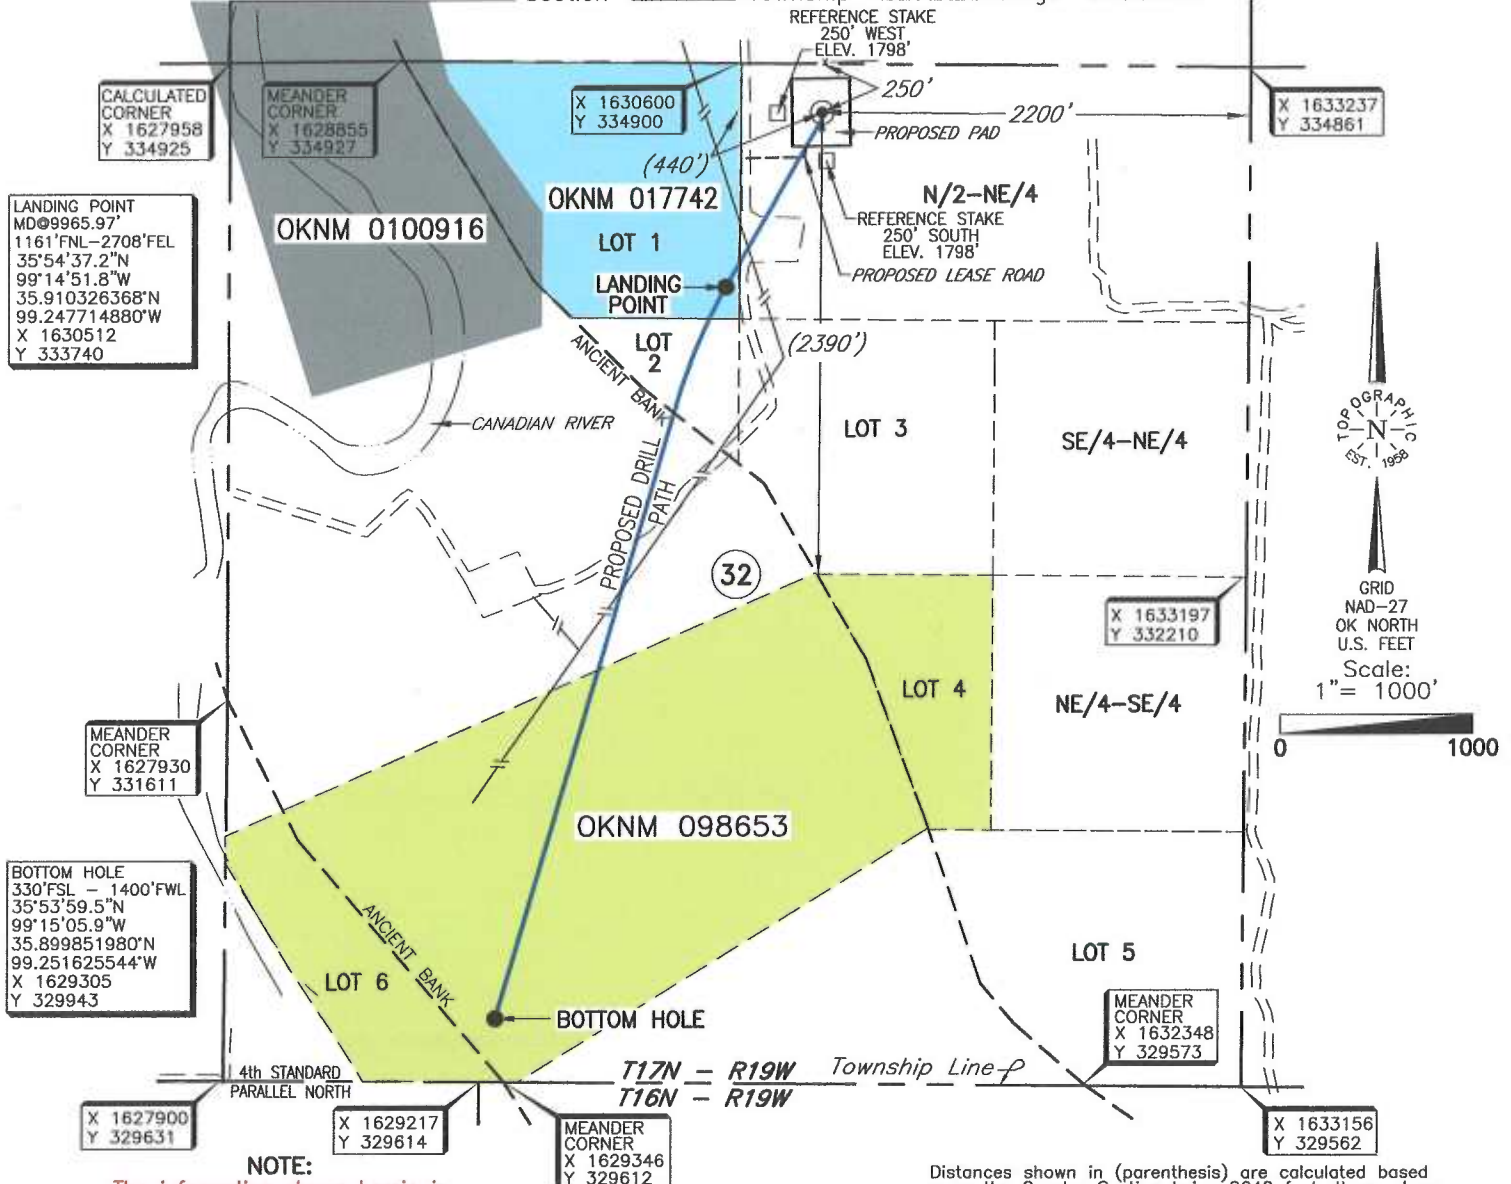 REFERENCE STAKE
250' WEST
ELEV. 1798'
CALCULATED
CORNER
X 1627958
Y 334925
MEANDER
CORNER
X 1628855
Y 334927
X 1630600
Y 334900
250'
2200'
X 1633237
Y 334861
PROPOSED PAD
(440')
LANDING POINT
MD@9965.97'
1161'FNL-2708'FEL
35°54'37.2"N
99°14'51.8"W
35.910326368°N
99.247714880°W
X 1630512
Y 333740
OKNM 0100916
OKNM 017742
LOT 1
N/2-NE/4
REFERENCE STAKE
250' SOUTH
ELEV. 1798'
PROPOSED LEASE ROAD
LANDING
POINT
LOT
2
(2390')
ANCIENT BANK
CANADIAN RIVER
LOT 3
SE/4-NE/4
TOPOGRAPHIC
N
EST. 1958
PROPOSED DRILL
PATH
32
GRID
NAD-27
OK NORTH
U.S. FEET
Scale:
1"= 1000'
0 1000
X 1633197
Y 332210
LOT 4
NE/4-SE/4
MEANDER
CORNER
X 1627930
Y 331611
OKNM 098653
BOTTOM HOLE
330'FSL - 1400'FWL
35°53'59.5"N
99°15'05.9"W
35.899851980°N
99.251625544°W
X 1629305
Y 329943
ANCIENT BANK
LOT 6
LOT 5
BOTTOM HOLE
MEANDER
CORNER
X 1632348
Y 329573
4th STANDARD
PARALLEL NORTH
T17N - R19W
Township Line
T16N - R19W
X 1627900
Y 329631
X 1629217
Y 329614
MEANDER
CORNER
X 1629346
Y 329612
X 1633156
Y 329562
NOTE:
Distances shown in (parenthesis) are calculated based